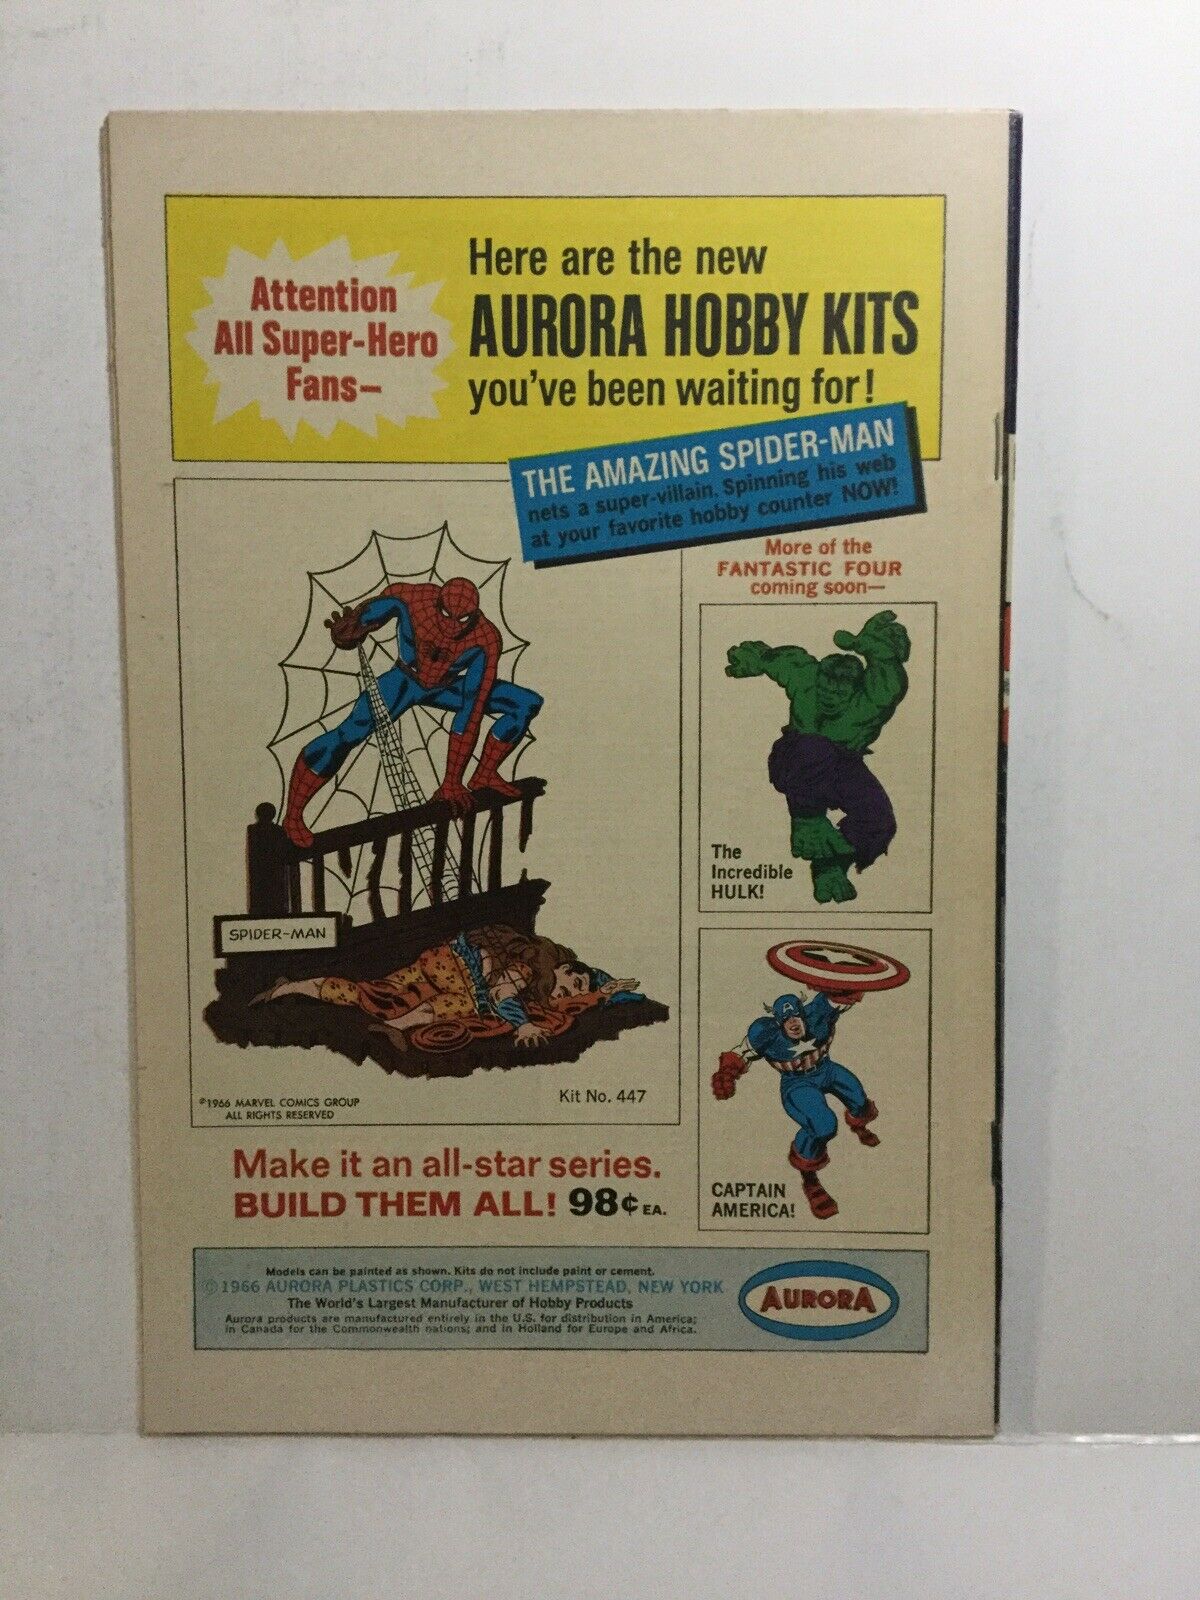 Attention
All Super-Hero
Fans—
Here are the new
AURORA HOBBY KITS
you've been waiting for!
THE AMAZING SPIDER-MAN
nets a super-villain. Spinning his web
at your favorite hobby counter NOW!
More of the
FANTASTIC FOUR
coming soon—
The
Incredible
HULK!
SPIDER-MAN
A
CAPTAIN
AMERICA!
©1966 MARVEL COMICS GROUP
ALL RIGHTS RESERVED
Kit No. 447
Make it an all-star series.
BUILD THEM ALL! 98¢ EA.
Models can be painted as shown. Kits do not include paint or cement.
©1966 AURORA PLASTICS CORP., WEST HEMPSTEAD, NEW YORK
The World's Largest Manufacturer of Hobby Products
Aurora products are manufactured entirely in the U.S. for distribution in America;
in Canada for the Commonwealth nations; and in Holland for Europe and Africa.
AURORA